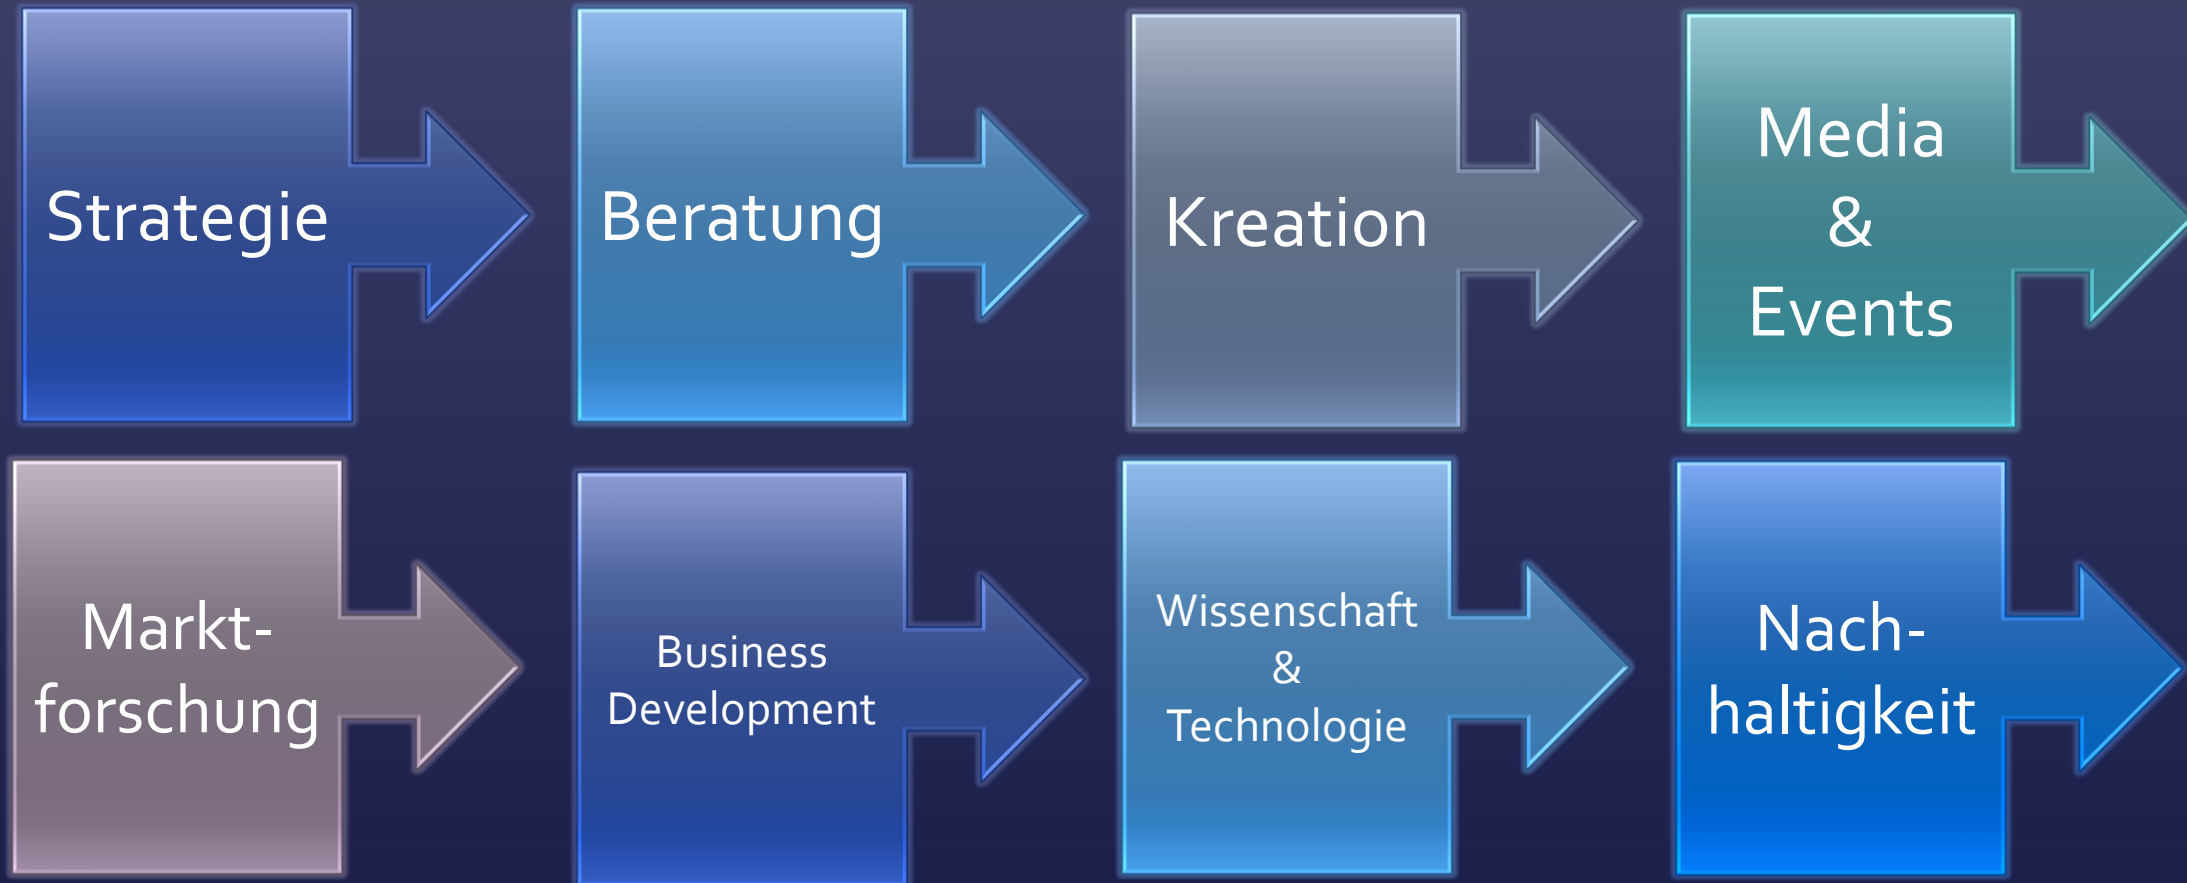 Strategie
Beratung
Kreation
Media
&
Events
Markt-
forschung
Business
Development
Wissenschaft
&
Technologie
Nach-
haltigkeit